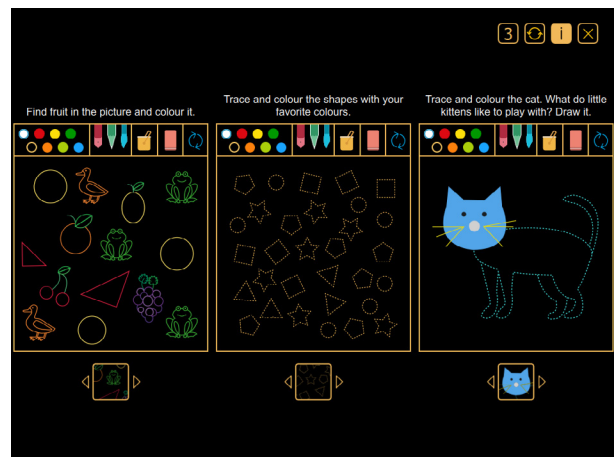 3 i
Find fruit in the picture and colour it.
Trace and colour the shapes with your
favorite colours.
Trace and colour the cat. What do little
kittens like to play with? Draw it.